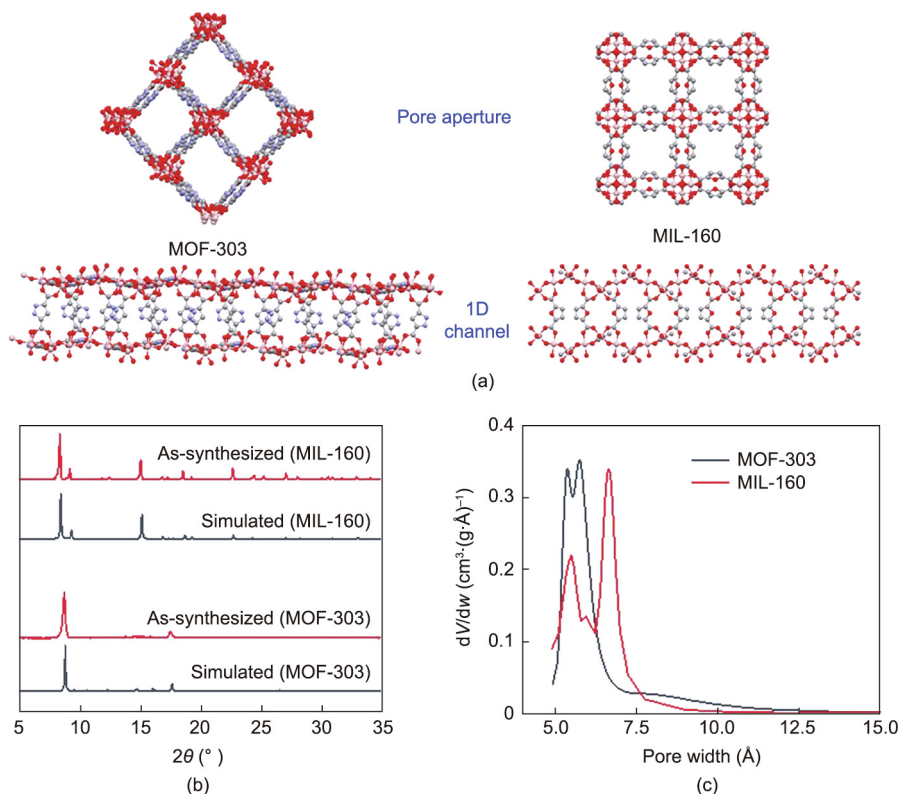 Pore aperture
MOF-303
MIL-160
1D
channel
(a)
As-synthesized (MIL-160)
Simulated (MIL-160)
As-synthesized (MOF-303)
Simulated (MOF-303)
5 10 15 20 25 30 35
2θ (°)
(b)
0.4
0.3
0.2
0.1
0
dV/dw (cm³·(g·Å)⁻¹)
MOF-303
MIL-160
5.0 7.5 10.0 12.5 15.0
Pore width (Å)
(c)